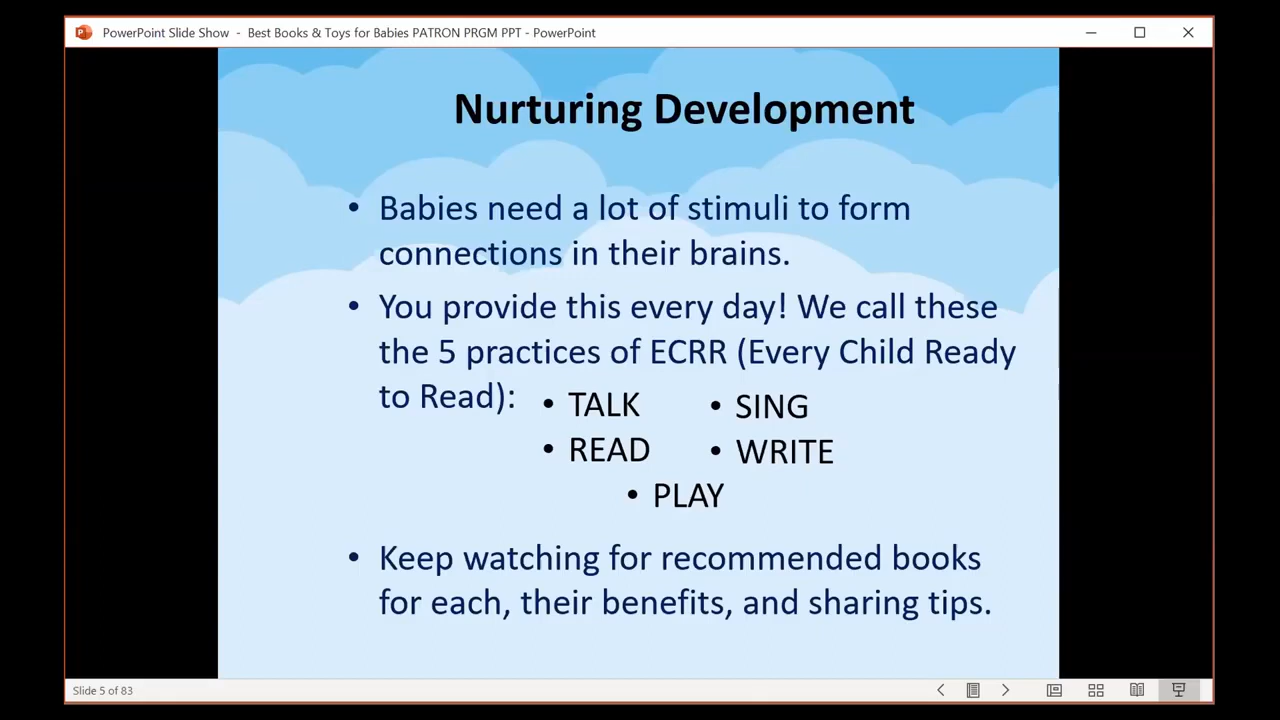 PowerPoint Slide Show - Best Books & Toys for Babies PATRON PRGM PPT - PowerPoint
Nurturing Development
• Babies need a lot of stimuli to form
connections in their brains.
• You provide this every day! We call these
the 5 practices of ECRR (Every Child Ready
to Read):
• TALK • SING
• READ • WRITE
• PLAY
• Keep watching for recommended books
for each, their benefits, and sharing tips.
Slide 5 of 83